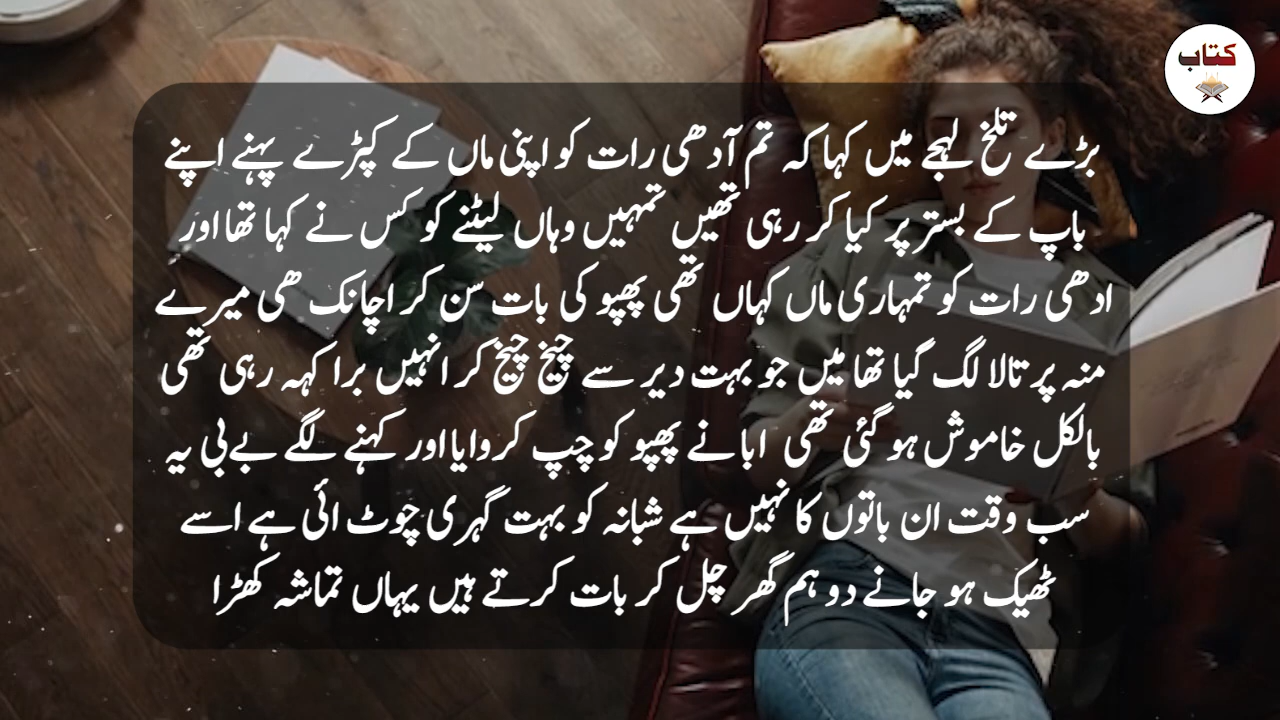 کتاب
بڑے تلخ لہجے میں کہا کہ تم آدھی رات کو اپنی ماں کے کپڑے پہنے اپنے
باپ کے بستر پر کیا کر رہی تھیں تمہیں وہاں لیٹنے کو کس نے کہا تھا اور
ادھی رات کو تمہاری ماں کہاں تھی پھپو کی بات سن کر اچانک ھی میرے
منہ پر تالا لگ گیا تھا میں جو بہت دیر سے چیخ چیخ کر انہیں برا کہہ رہی تھی
بالکل خاموش ہو گئی تھی ابا نے پھپو کو چپ کروایا اور کہنے لگے بےبی یہ
سب وقت ان باتوں کا نہیں ہے شبانہ کو بہت گہری چوٹ ائی ہے اسے
ٹھیک ہو جانے دو ہم گھر چل کر بات کرتے ہیں یہاں تماشہ کھڑا